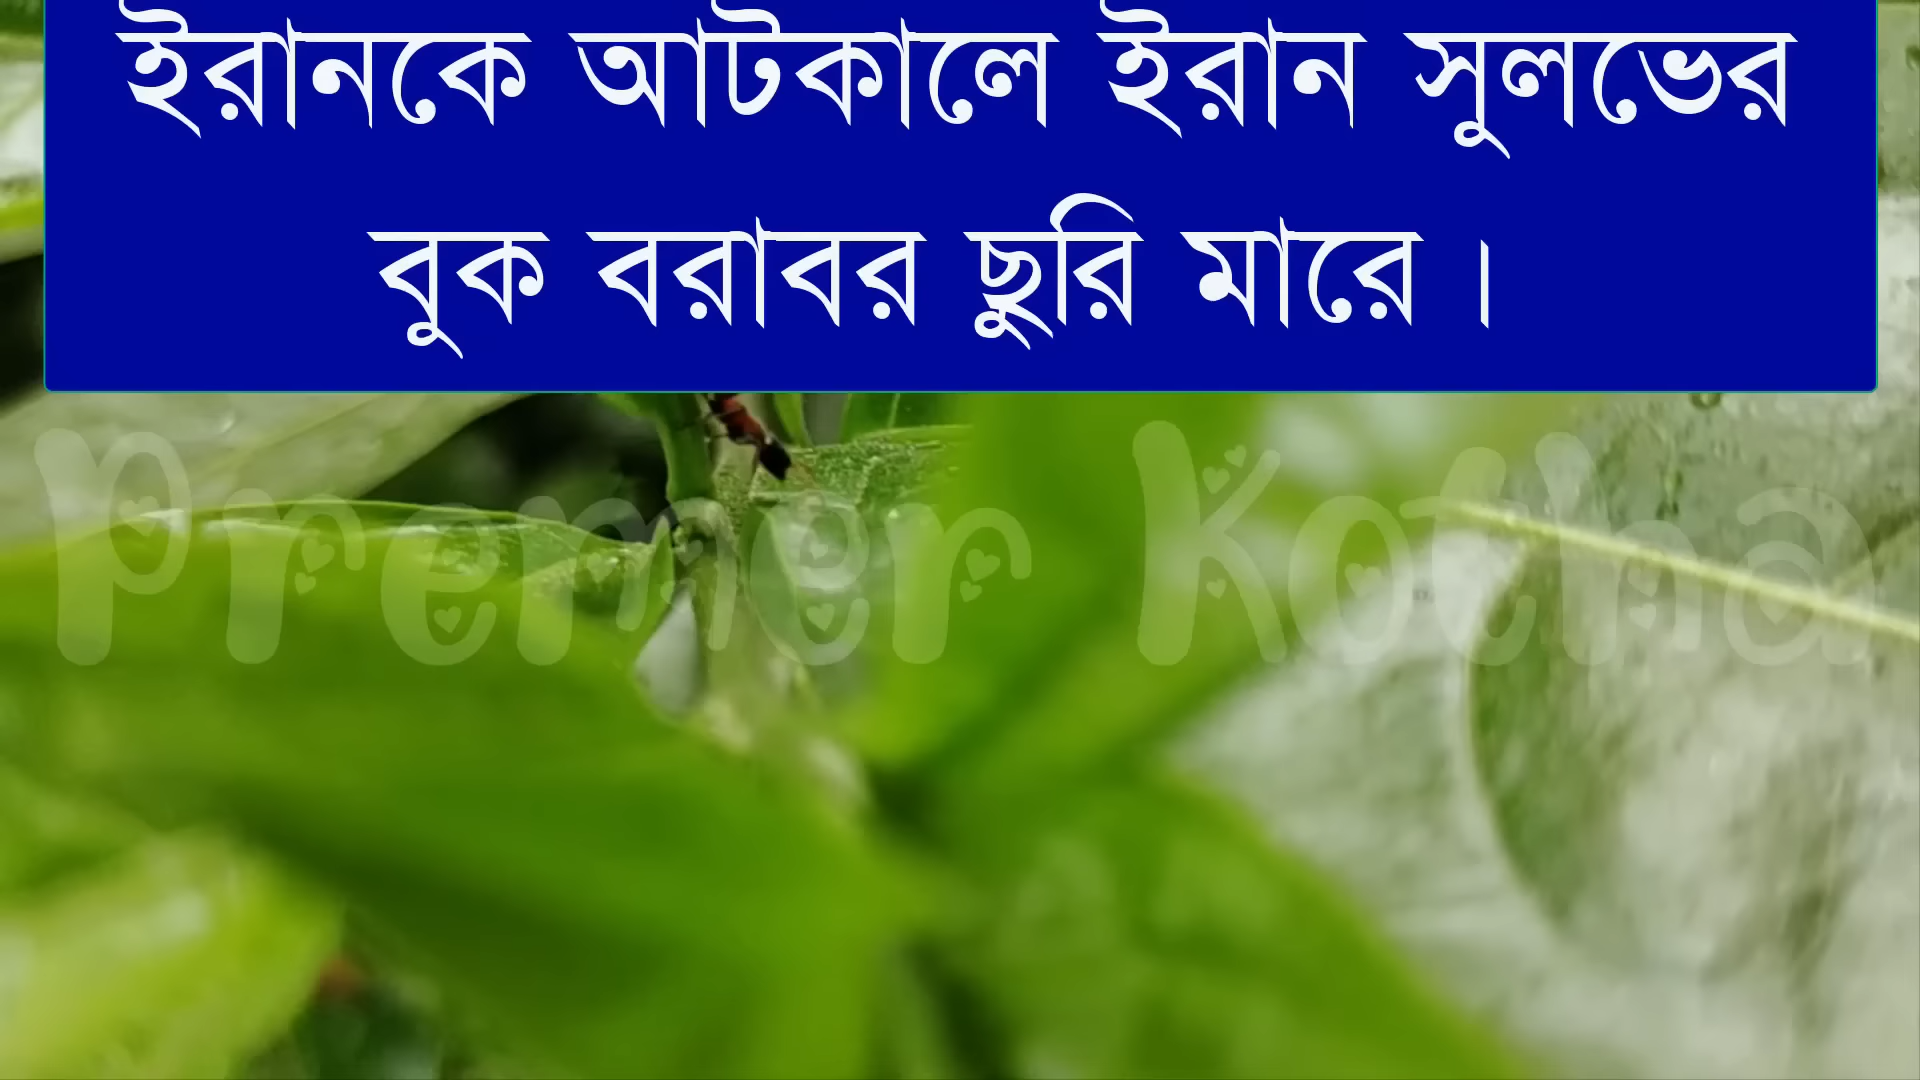 ইরানকে আটকালে ইরান সুলভের
বুক বরাবর ছুরি মারে ।
Premer Kotha